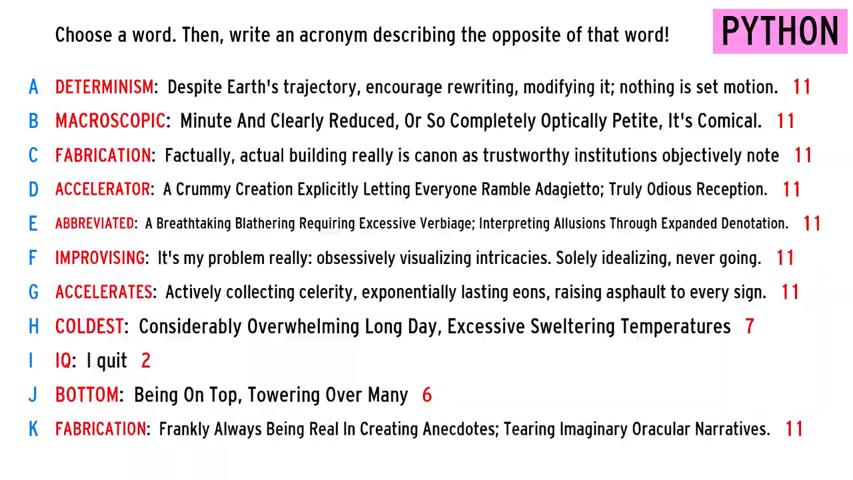 Choose a word. Then, write an acronym describing the opposite of that word!
PYTHON
A DETERMINISM: Despite Earth's trajectory, encourage rewriting, modifying it; nothing is set motion. 11
B MACROSCOPIC: Minute And Clearly Reduced, Or So Completely Optically Petite, It's Comical. 11
C FABRICATION: Factually, actual building really is canon as trustworthy institutions objectively note 11
D ACCELERATOR: A Crummy Creation Explicitly Letting Everyone Ramble Adagietto; Truly Odious Reception. 11
E ABBREVIATED: A Breathtaking Blathering Requiring Excessive Verbiage; Interpreting Allusions Through Expanded Denotation. 11
F IMPROVISING: It's my problem really: obsessively visualizing intricacies. Solely idealizing, never going. 11
G ACCELERATES: Actively collecting celerity, exponentially lasting eons, raising asphault to every sign. 11
H COLDEST: Considerably Overwhelming Long Day, Excessive Sweltering Temperatures 7
I IQ: I quit 2
J BOTTOM: Being On Top, Towering Over Many 6
K FABRICATION: Frankly Always Being Real In Creating Anecdotes; Tearing Imaginary Oracular Narratives. 11